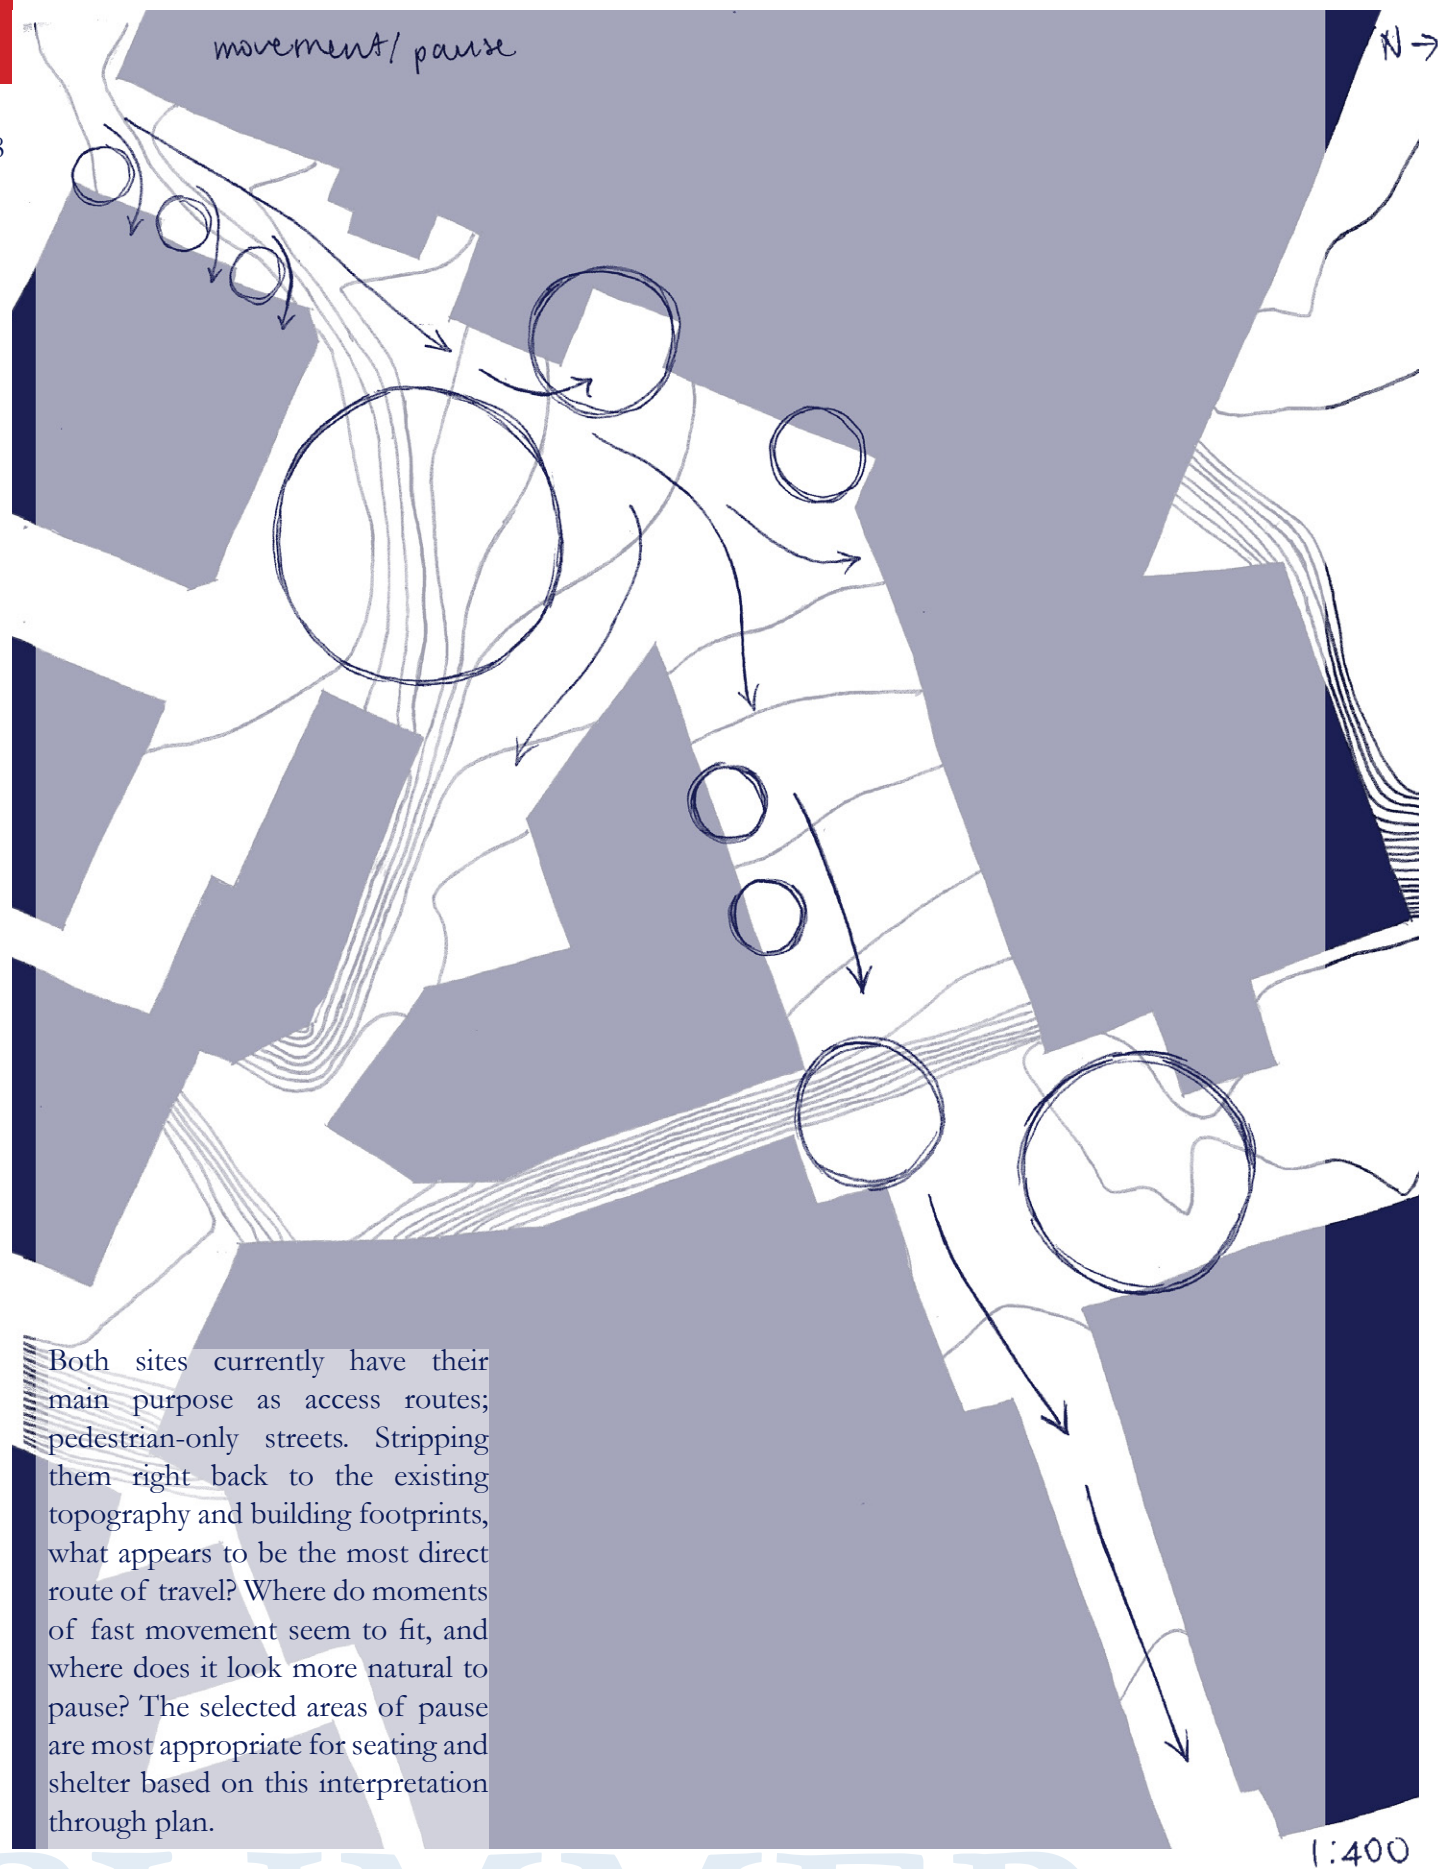 movement/ pause
N →
8
Both sites currently have their
main purpose as access routes;
pedestrian-only streets. Stripping
them right back to the existing
topography and building footprints,
what appears to be the most direct
route of travel? Where do moments
of fast movement seem to fit, and
where does it look more natural to
pause? The selected areas of pause
are most appropriate for seating and
shelter based on this interpretation
through plan.
1:400